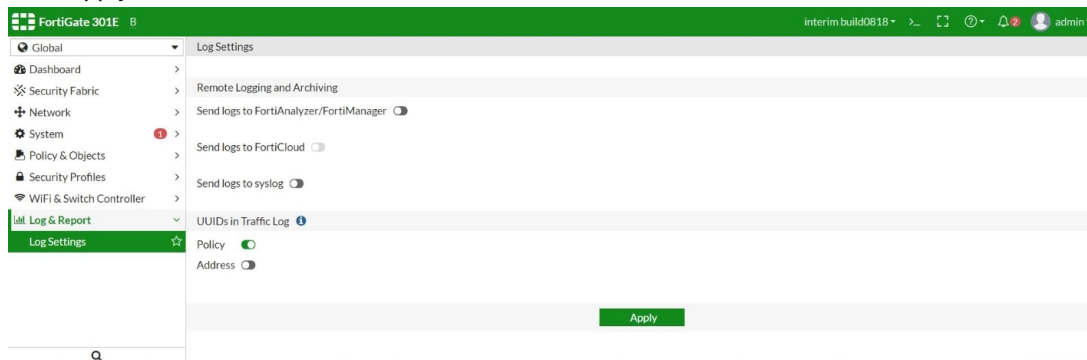 FortiGate 301E B
interim build0818 >_ 2 admin
Global
Dashboard
Security Fabric
Network
System 1
Policy & Objects
Security Profiles
WiFi & Switch Controller
Log & Report
Log Settings
Log Settings
Remote Logging and Archiving
Send logs to FortiAnalyzer/FortiManager
Send logs to FortiCloud
Send logs to syslog
UUIDs in Traffic Log
Policy
Address
Apply